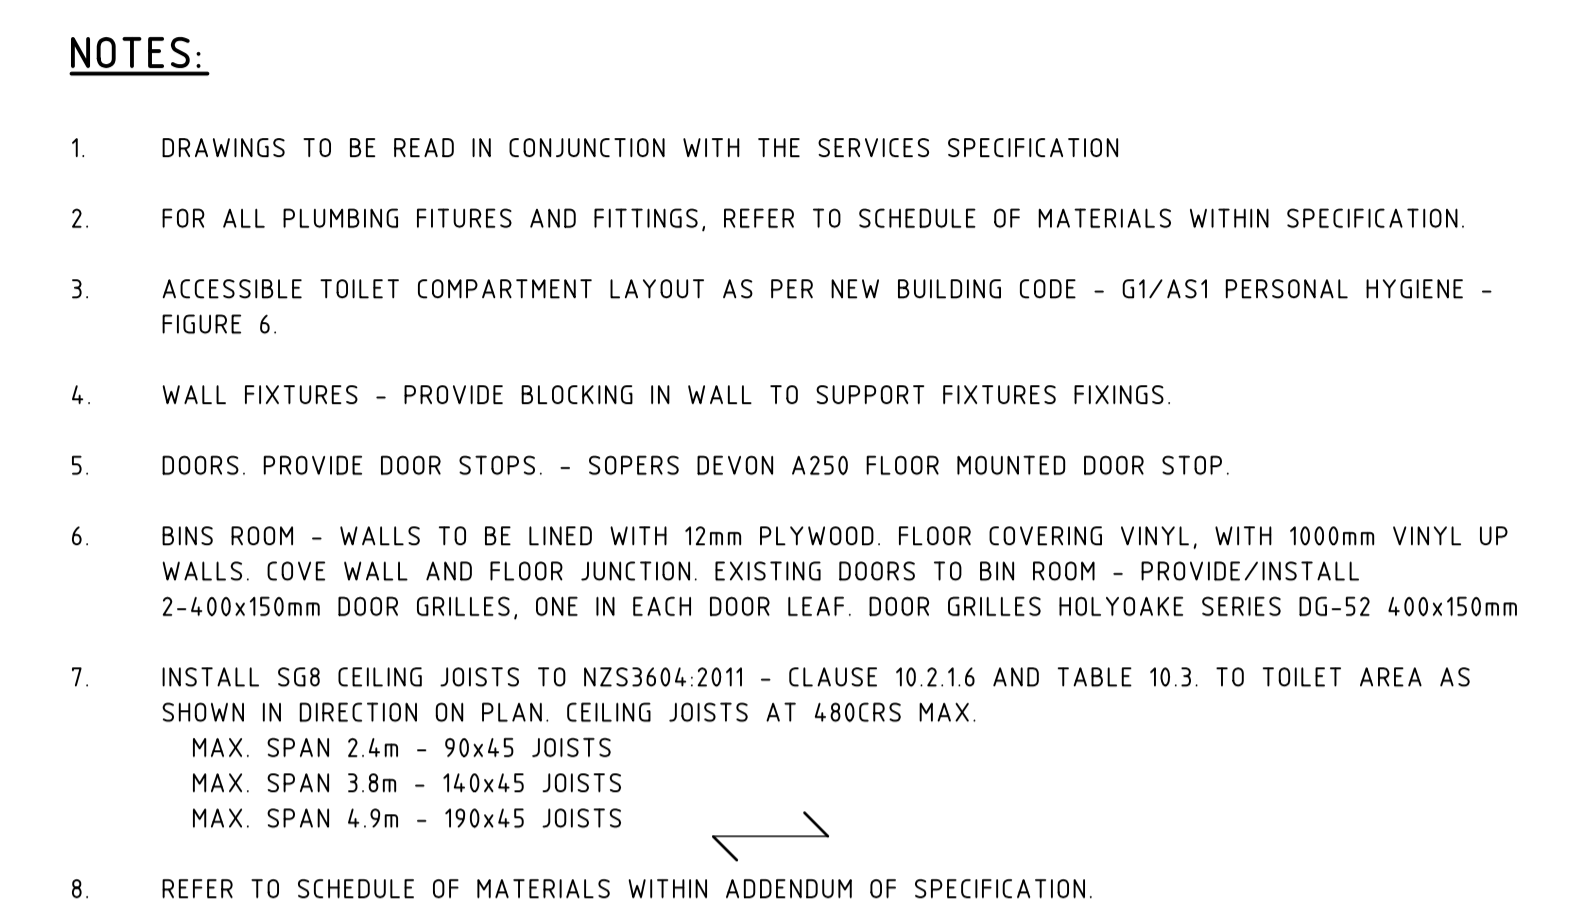 NOTES:
1. DRAWINGS TO BE READ IN CONJUNCTION WITH THE SERVICES SPECIFICATION
2. FOR ALL PLUMBING FITURES AND FITTINGS, REFER TO SCHEDULE OF MATERIALS WITHIN SPECIFICATION.
3. ACCESSIBLE TOILET COMPARTMENT LAYOUT AS PER NEW BUILDING CODE - G1/AS1 PERSONAL HYGIENE -
FIGURE 6.
4. WALL FIXTURES - PROVIDE BLOCKING IN WALL TO SUPPORT FIXTURES FIXINGS.
5. DOORS. PROVIDE DOOR STOPS. - SOPERS DEVON A250 FLOOR MOUNTED DOOR STOP.
6. BINS ROOM - WALLS TO BE LINED WITH 12mm PLYWOOD. FLOOR COVERING VINYL, WITH 1000mm VINYL UP
WALLS. COVE WALL AND FLOOR JUNCTION. EXISTING DOORS TO BIN ROOM - PROVIDE/INSTALL
2-400x150mm DOOR GRILLES, ONE IN EACH DOOR LEAF. DOOR GRILLES HOLYOAKE SERIES DG-52 400x150mm
7. INSTALL SG8 CEILING JOISTS TO NZS3604:2011 - CLAUSE 10.2.1.6 AND TABLE 10.3. TO TOILET AREA AS
SHOWN IN DIRECTION ON PLAN. CEILING JOISTS AT 480CRS MAX.
MAX. SPAN 2.4m - 90x45 JOISTS
MAX. SPAN 3.8m - 140x45 JOISTS
MAX. SPAN 4.9m - 190x45 JOISTS
8. REFER TO SCHEDULE OF MATERIALS WITHIN ADDENDUM OF SPECIFICATION.